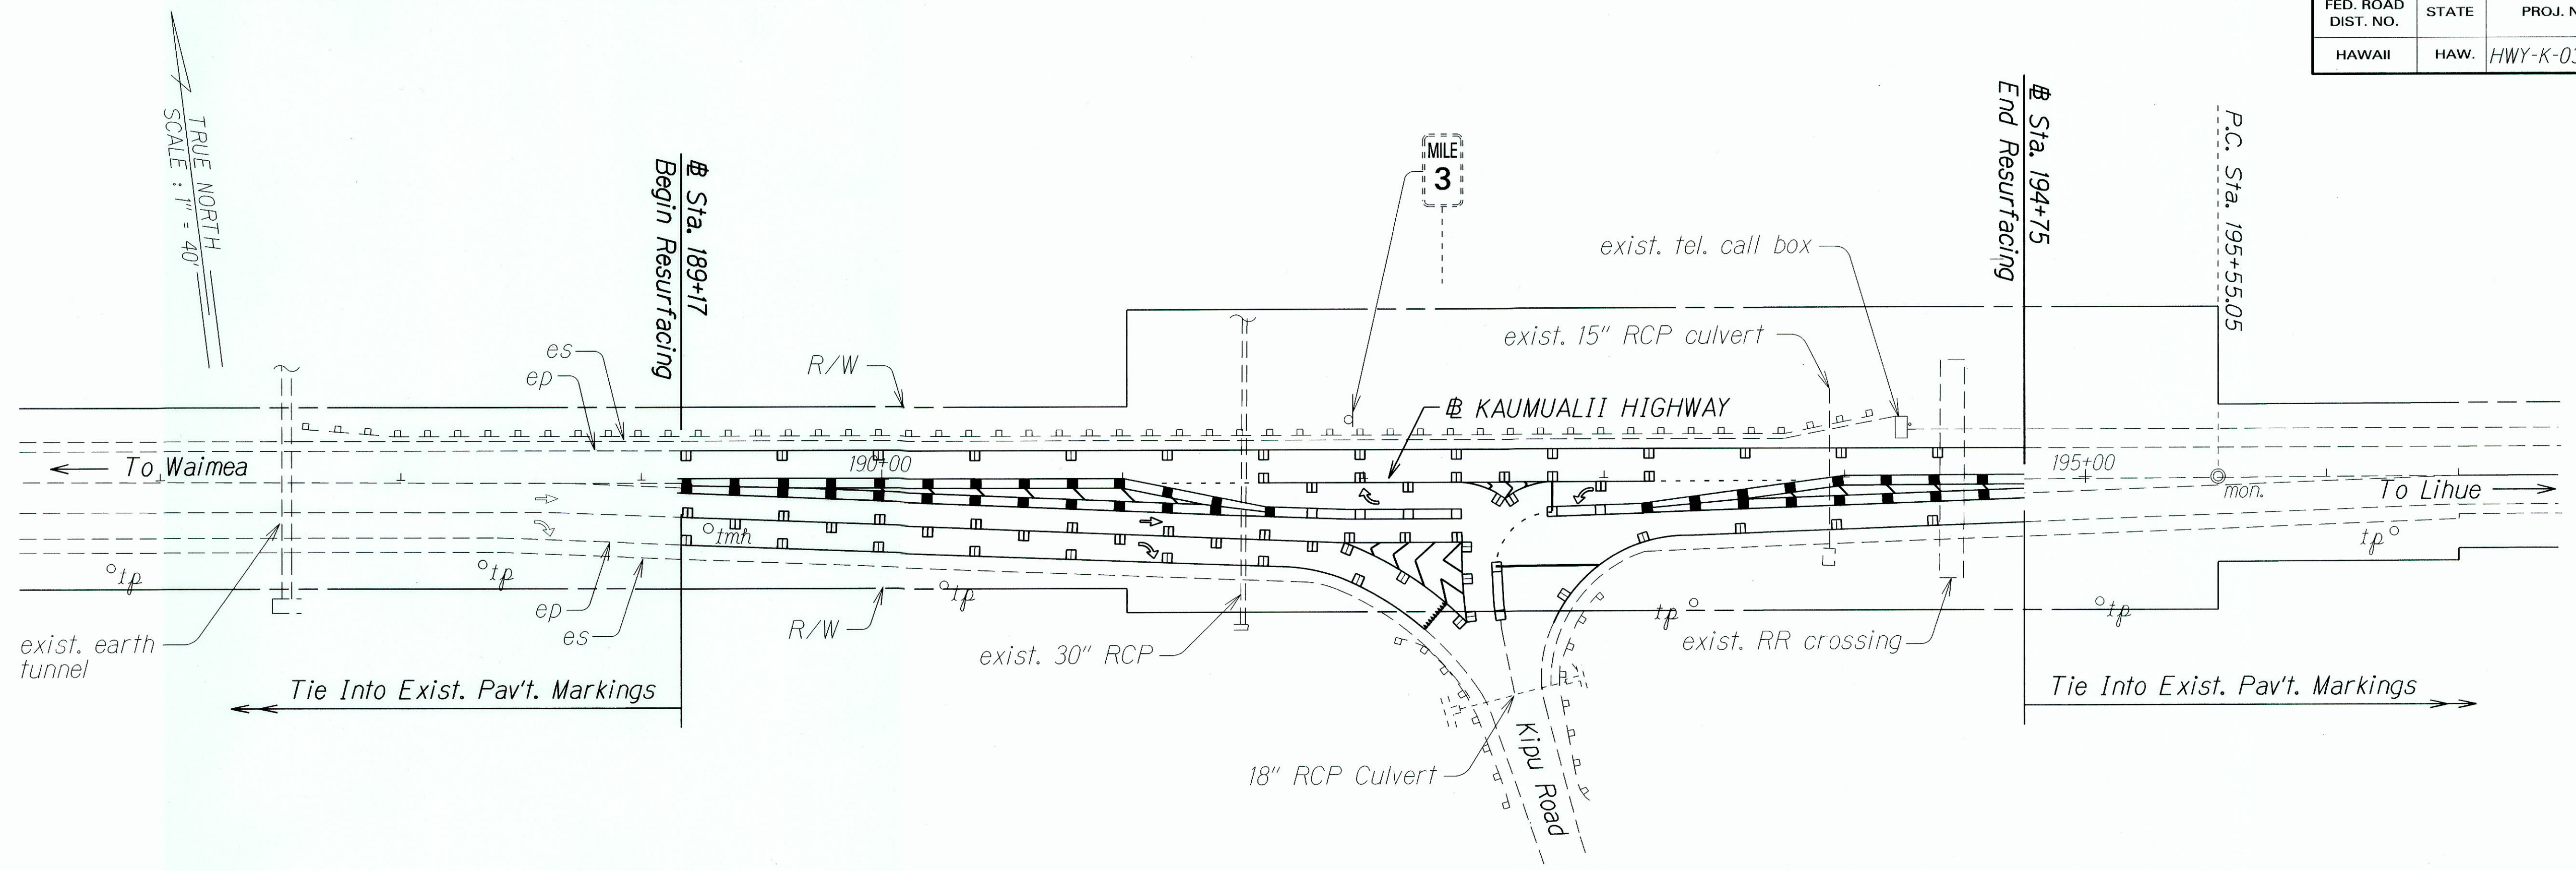 FED. ROAD
DIST. NO.
STATE
PROJ. N
HAWAII
HAW.
HWY-K-03
TRUE NORTH
SCALE : 1" = 40'
℄ Sta. 189+17
Begin Resurfacing
MILE
3
℄ Sta. 194+75
End Resurfacing
P.C. Sta. 195+55.05
exist. tel. call box
exist. 15" RCP culvert
es
ep
R/W
℄ KAUMUALII HIGHWAY
To Waimea
190+00
195+00
mon.
To Lihue
tmh
tp
tp
tp
tp
tp
tp
ep
es
R/W
exist. earth
tunnel
exist. 30" RCP
exist. RR crossing
Tie Into Exist. Pav't. Markings
Tie Into Exist. Pav't. Markings
18" RCP Culvert
Kipu Road